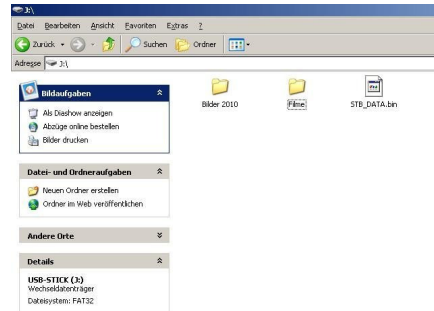 J:\
Datei Bearbeiten Ansicht Favoriten Extras ?
Zurück Suchen Ordner
Adresse J:\
Bildaufgaben
Als Diashow anzeigen
Abzüge online bestellen
Bilder drucken
Datei- und Ordneraufgaben
Neuen Ordner erstellen
Ordner im Web veröffentlichen
Andere Orte
Details
USB-STICK (J:)
Wechseldatenträger
Dateisystem: FAT32
Bilder 2010
Filme
STB_DATA.bin